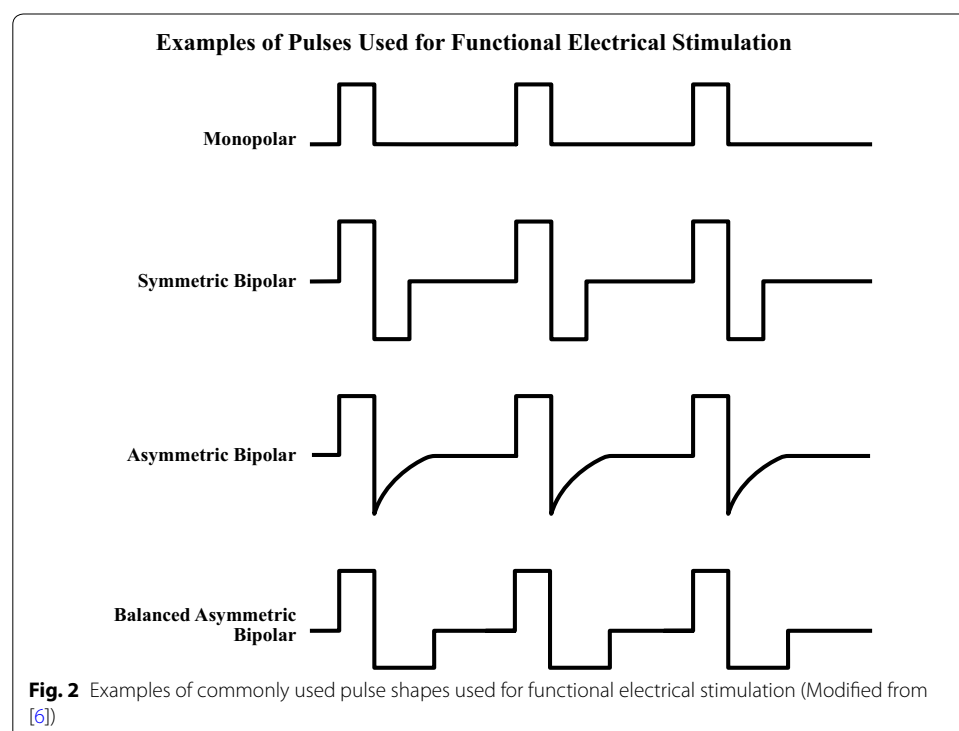 Examples of Pulses Used for Functional Electrical Stimulation
Monopolar
Symmetric Bipolar
Asymmetric Bipolar
Balanced Asymmetric
Bipolar
Fig. 2 Examples of commonly used pulse shapes used for functional electrical stimulation (Modified from
[6])